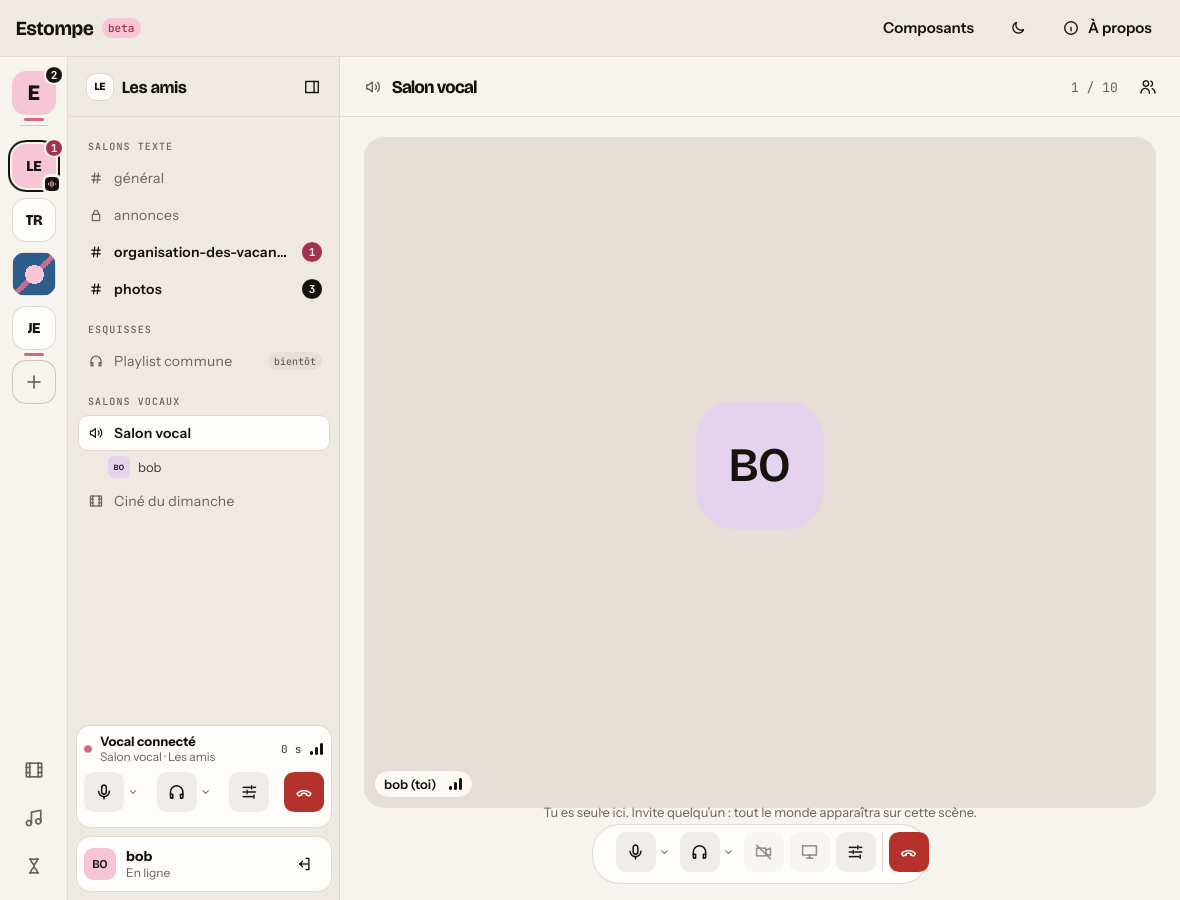 Estompe beta
Composants
À propos
E 2
LE 1
TR
JE
LE Les amis
SALONS TEXTE
# général
annonces
# organisation-des-vacan... 1
# photos 3
ESQUISSES
Playlist commune bientôt
SALONS VOCAUX
Salon vocal
BO bob
Ciné du dimanche
Vocal connecté
Salon vocal · Les amis
0 s
BO bob
En ligne
Salon vocal
1 / 10
BO
bob (toi)
Tu es seul·e ici. Invite quelqu'un : tout le monde apparaîtra sur cette scène.